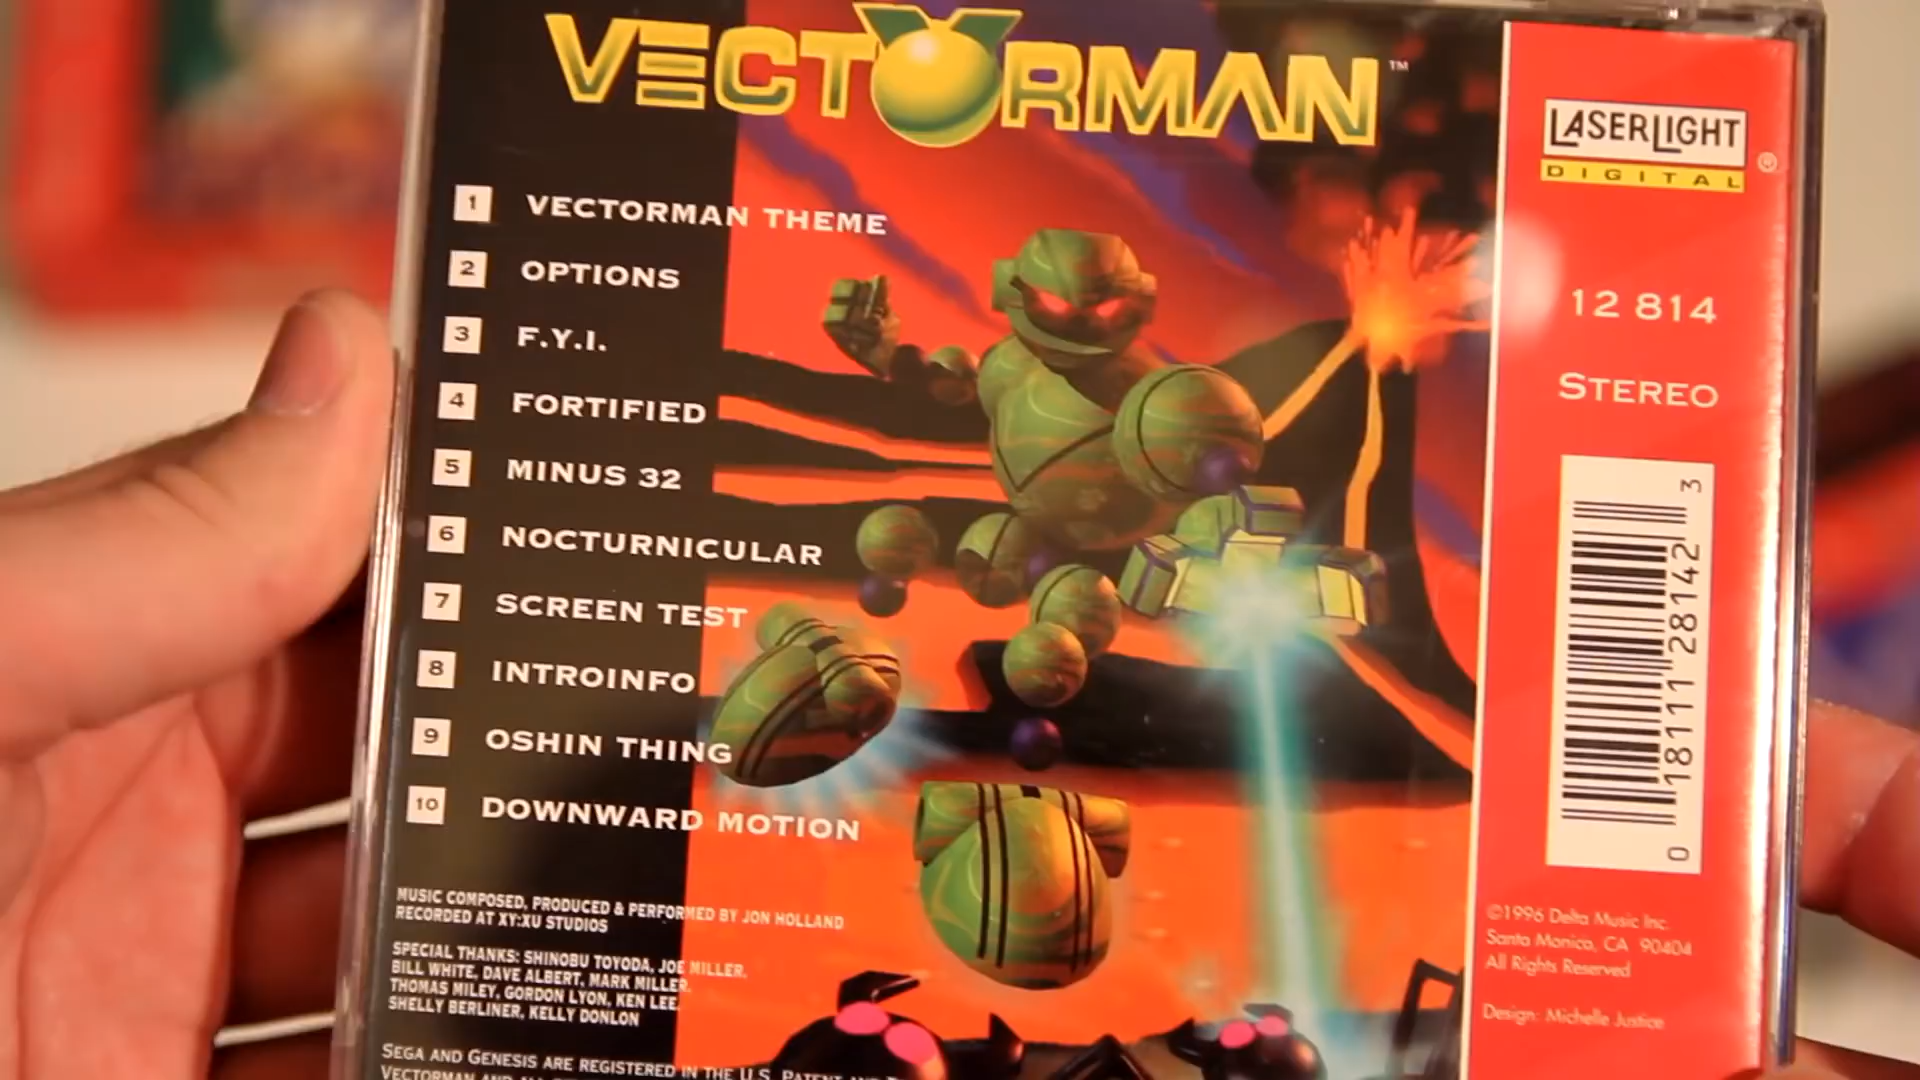 VECTORMAN™
1 VECTORMAN THEME
2 OPTIONS
3 F.Y.I.
4 FORTIFIED
5 MINUS 32
6 NOCTURNICULAR
7 SCREEN TEST
8 INTROINFO
9 OSHIN THING
10 DOWNWARD MOTION
MUSIC COMPOSED, PRODUCED & PERFORMED BY JON HOLLAND
RECORDED AT XY:XU STUDIOS
SPECIAL THANKS: SHINOBU TOYODA, JOE MILLER,
BILL WHITE, DAVE ALBERT, MARK MILLER,
THOMAS MILEY, GORDON LYON, KEN LEE,
SHELLY BERLINER, KELLY DONLON
SEGA AND GENESIS ARE REGISTERED IN THE U.S. PATENT AND
VECTORMAN AND ALL
LASERLIGHT
DIGITAL ®
12 814
STEREO
0 18111 28142 3
©1996 Delta Music Inc.
Santa Monica, CA 90404
All Rights Reserved
Design: Michelle Justice